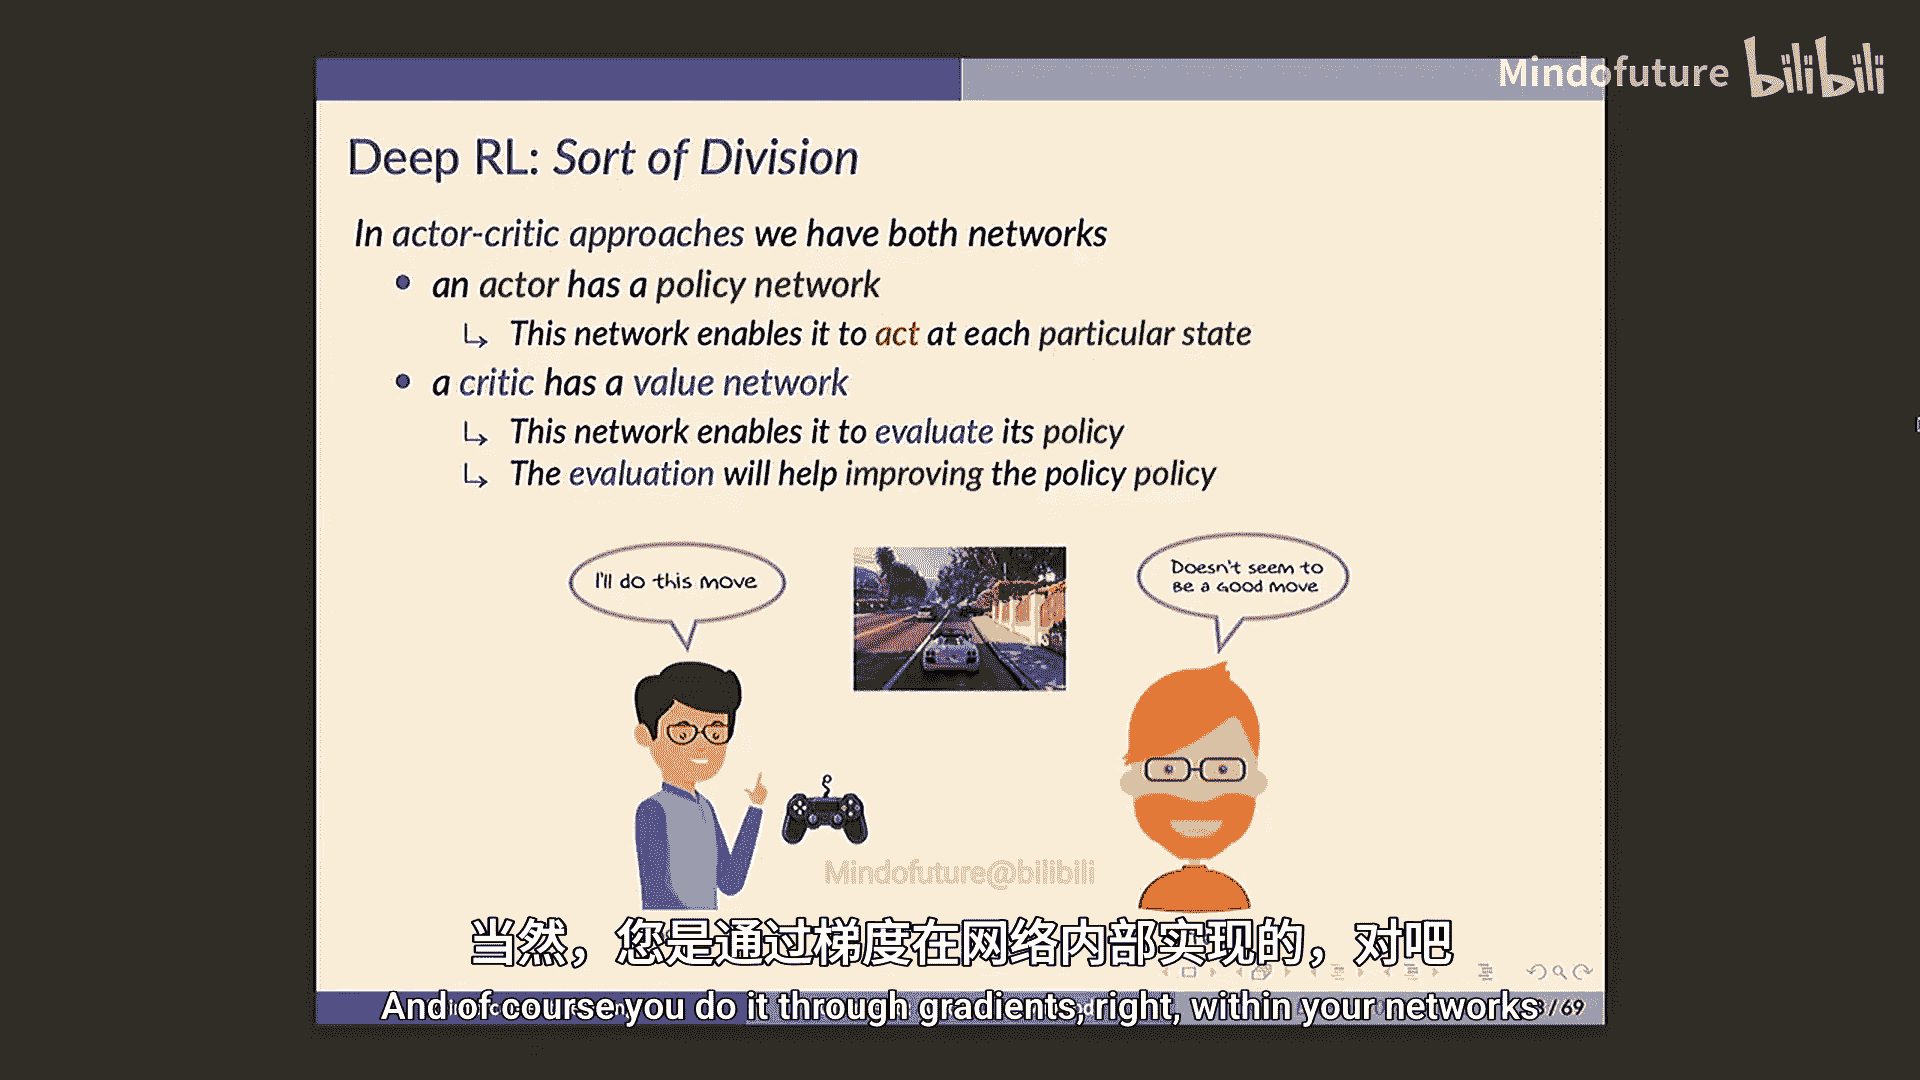 Mindofuture bilibili
Deep RL: Sort of Division
In actor-critic approaches we have both networks
• an actor has a policy network
↳ This network enables it to act at each particular state
• a critic has a value network
↳ This network enables it to evaluate its policy
↳ The evaluation will help improving the policy policy
I'll do this move
Doesn't seem to
Be a Good move
Mindofuture@bilibili
当然，您是通过梯度在网络内部实现的，对吧
And of course you do it through gradients, right, within your networks
/69